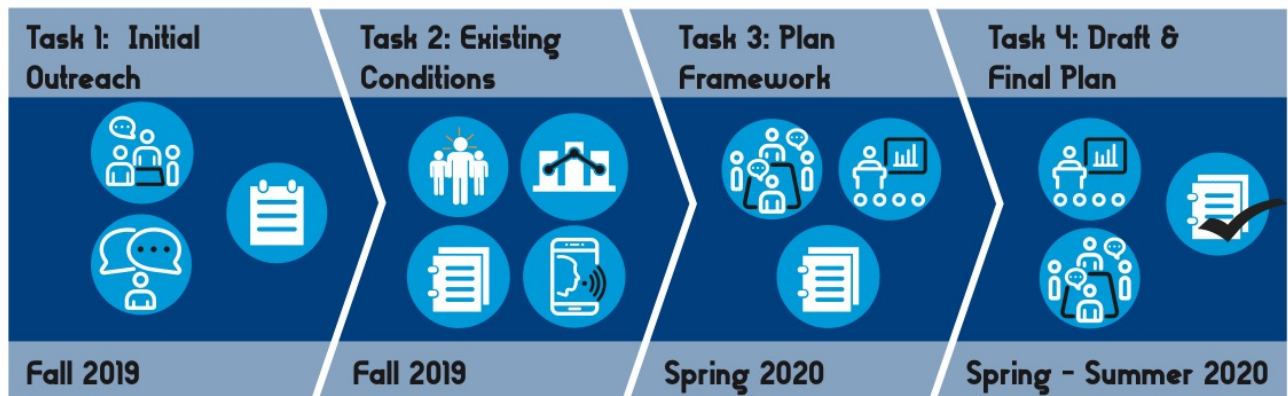 Task 1: Initial
Outreach
Task 2: Existing
Conditions
Task 3: Plan
Framework
Task 4: Draft &
Final Plan
Fall 2019
Fall 2019
Spring 2020
Spring - Summer 2020